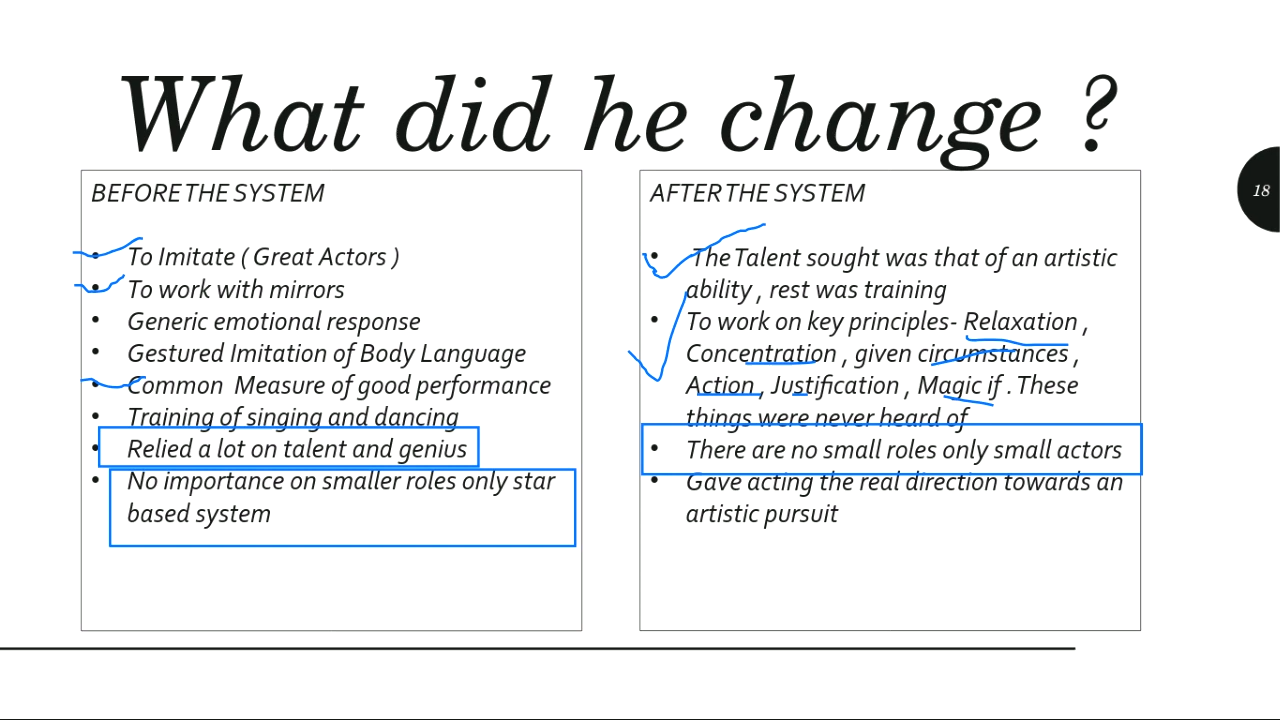 What did he change ?
BEFORE THE SYSTEM
• To Imitate ( Great Actors )
• To work with mirrors
• Generic emotional response
• Gestured Imitation of Body Language
• Common Measure of good performance
• Training of singing and dancing
• Relied a lot on talent and genius
• No importance on smaller roles only star
based system
AFTER THE SYSTEM
• The Talent sought was that of an artistic
ability , rest was training
• To work on key principles- Relaxation ,
Concentration , given circumstances ,
Action , Justification , Magic if . These
things were never heard of
• There are no small roles only small actors
• Gave acting the real direction towards an
artistic pursuit
18